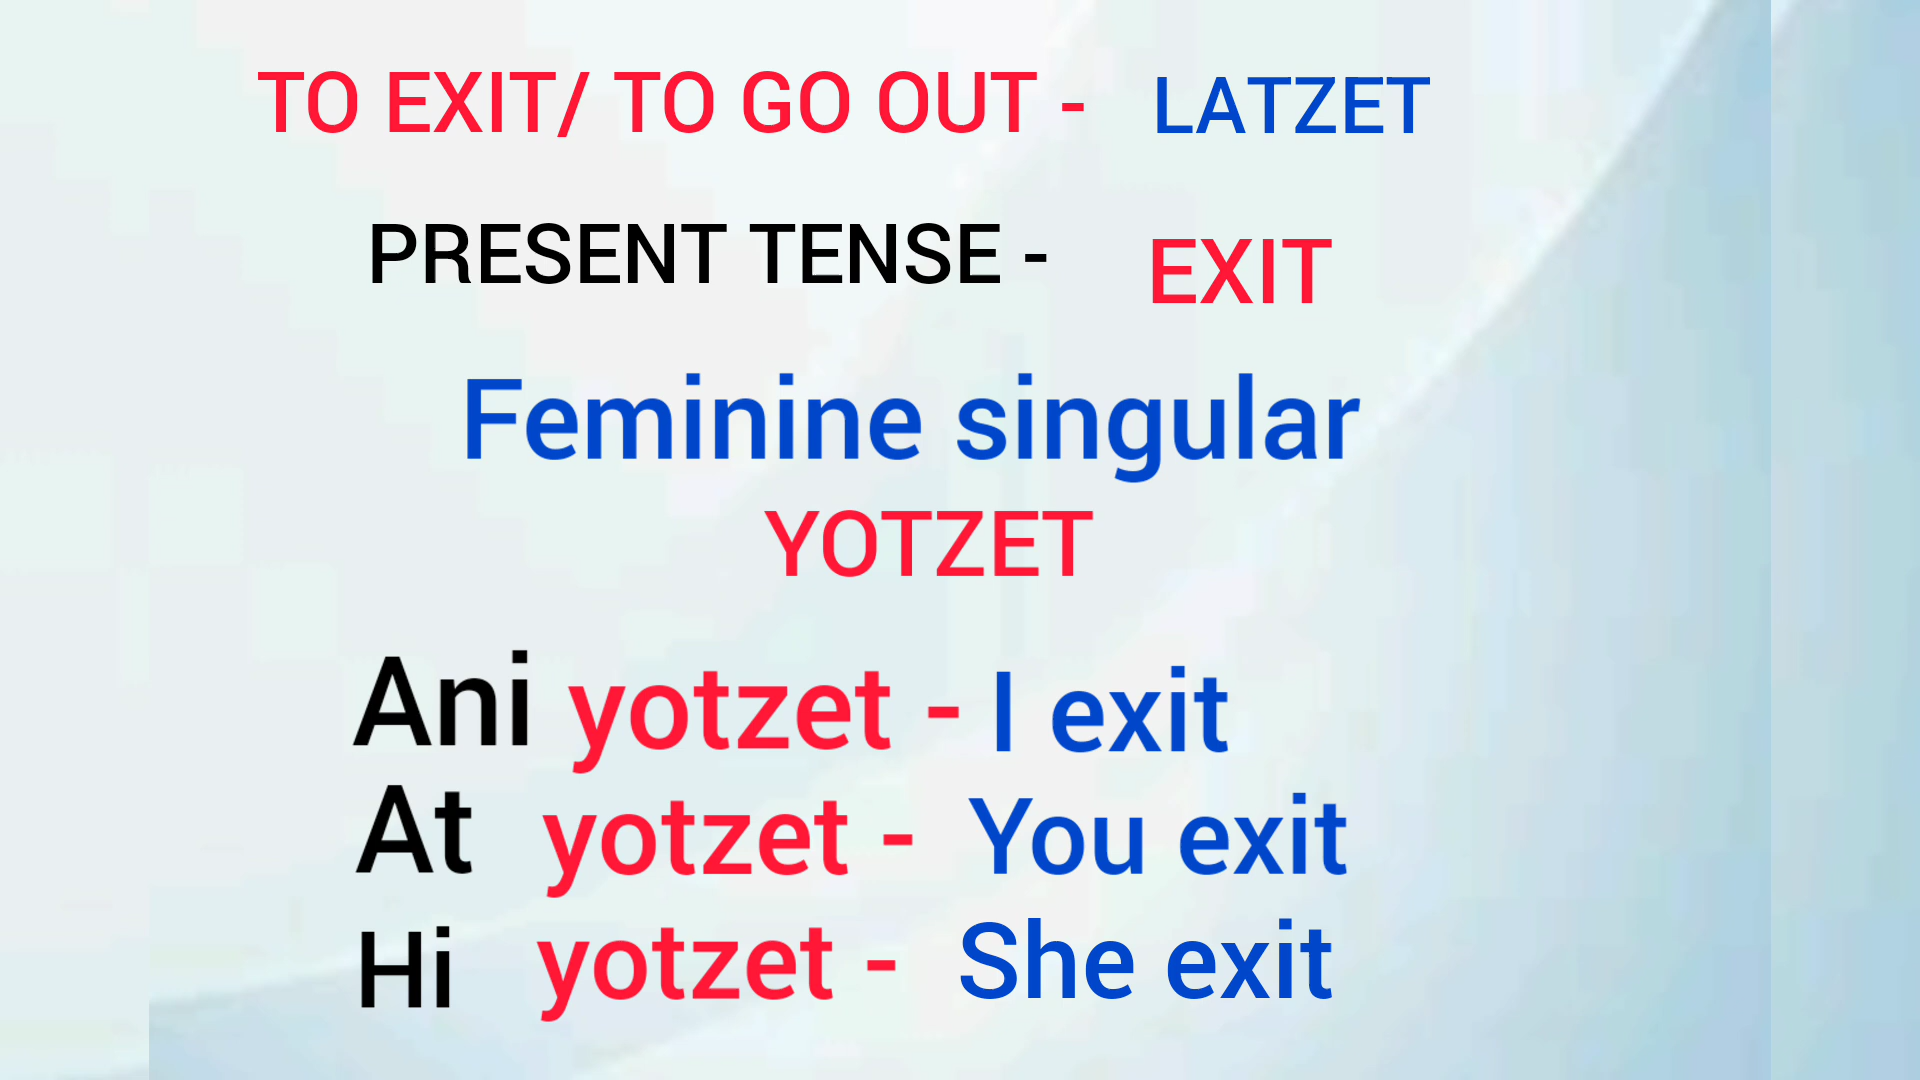 TO EXIT/ TO GO OUT - LATZET
PRESENT TENSE - EXIT
Feminine singular
YOTZET
Ani yotzet - I exit
At yotzet - You exit
Hi yotzet - She exit